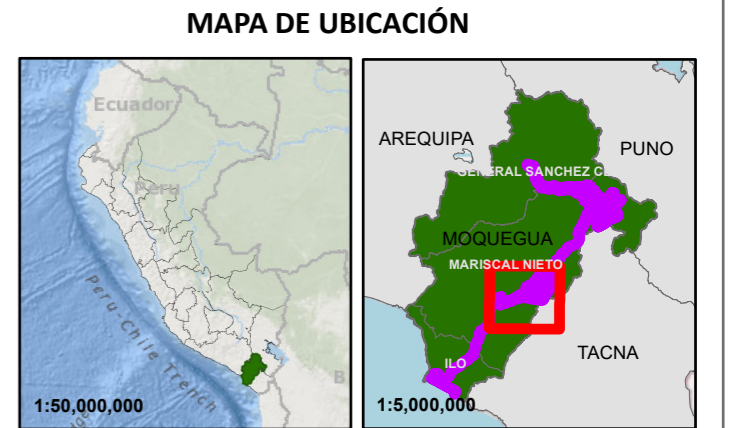 MAPA DE UBICACIÓN
Ecuador
Peru
Peru-Chile Trench
1:50,000,000
AREQUIPA
PUNO
GENERAL SANCHEZ C
MOQUEGUA
MARISCAL NIETO
TACNA
ILO
1:5,000,000